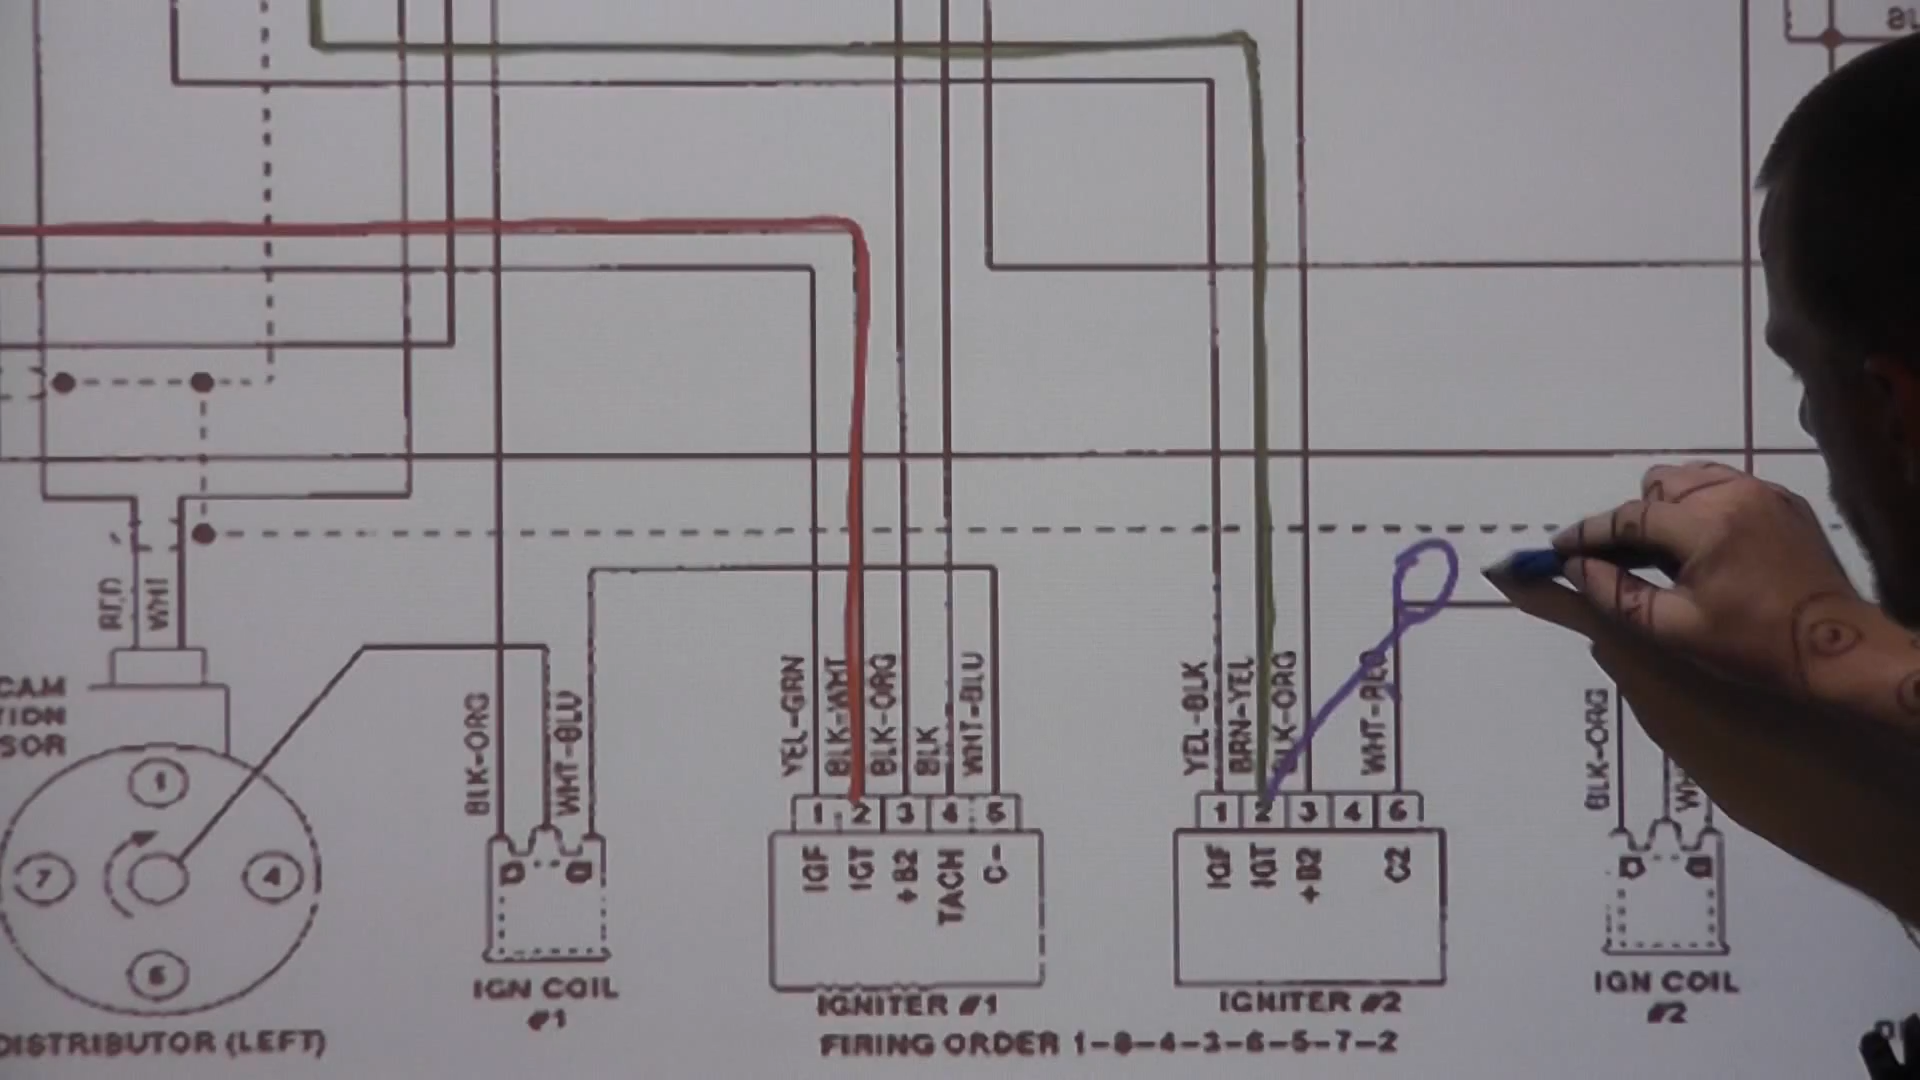 RED
WHT
CAM
TION
SOR
1
7
4
6
DISTRIBUTOR (LEFT)
BLK-ORG
WHT-BLU
IGN COIL
#1
YEL-GRN
BLK-WHT
BLK-ORG
BLK
WHT-BLU
1 2 3 4 5
IGF
IGT
+B2
TACH
C-
IGNITER #1
YEL-BLK
BRN-YEL
BLK-ORG
WHT-RED
1 2 3 4 6
IGF
IGT
+B2
C2
IGNITER #2
FIRING ORDER 1-8-4-3-6-5-7-2
BLK-ORG
IGN COIL
#2